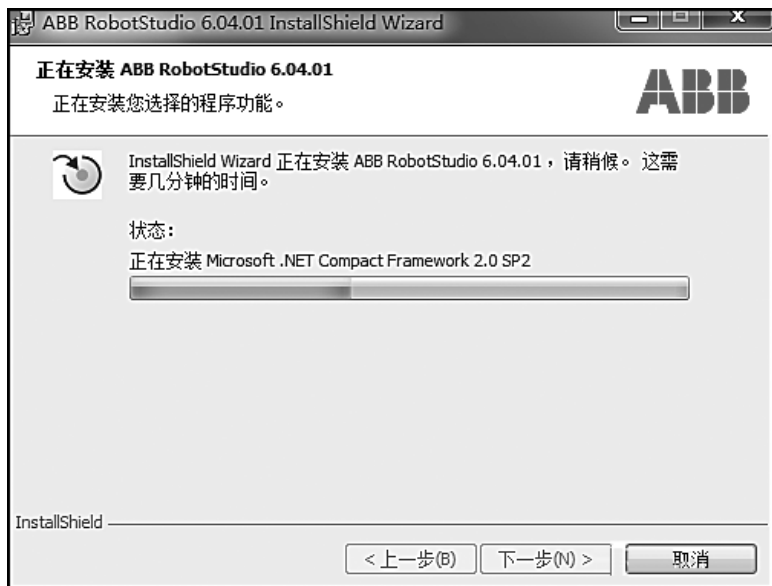 ABB RobotStudio 6.04.01 InstallShield Wizard
正在安装 ABB RobotStudio 6.04.01
正在安装您选择的程序功能。
ABB
InstallShield Wizard 正在安装 ABB RobotStudio 6.04.01，请稍候。 这需
要几分钟的时间。
状态：
正在安装 Microsoft .NET Compact Framework 2.0 SP2
InstallShield
< 上一步(B)
下一步(N) >
取消